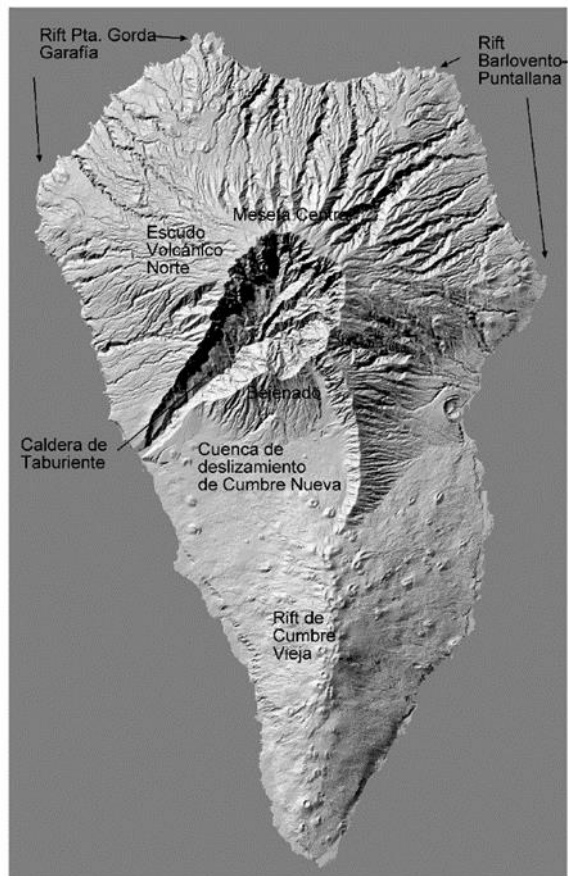 Rift Pta. Gorda
Garafía
Rift
Barlovento-
Puntallana
Meseta Central
Escudo
Volcánico
Norte
Bejenado
Caldera de
Taburiente
Cuenca de
deslizamiento
de Cumbre Nueva
Rift de
Cumbre
Vieja